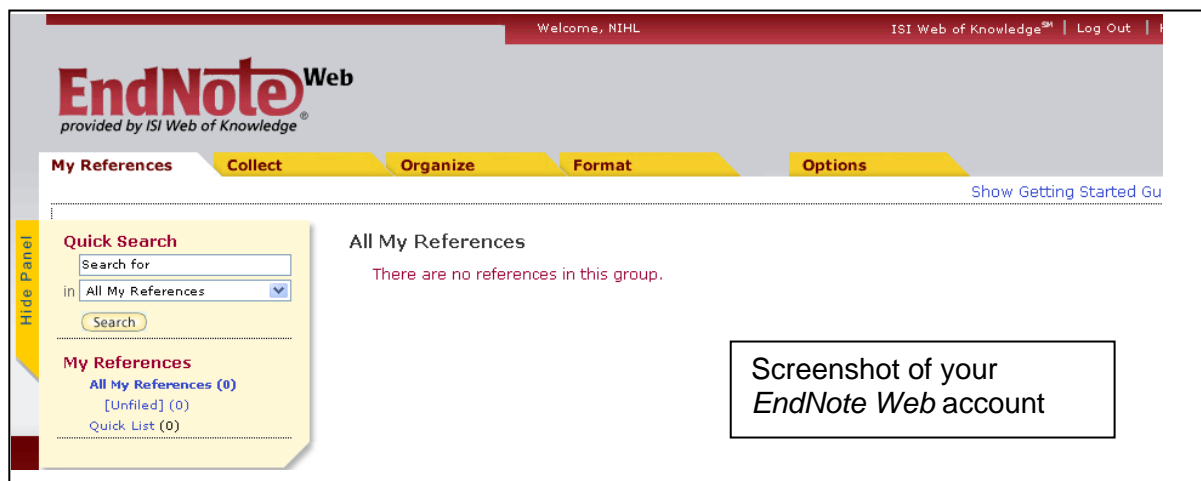 Welcome, NIHL
ISI Web of Knowledge℠ | Log Out |
EndNote Web ®
provided by ISI Web of Knowledge
My References Collect Organize Format Options
Show Getting Started Gu
Hide Panel
Quick Search
Search for
in All My References
Search
My References
All My References (0)
[Unfiled] (0)
Quick List (0)
All My References
There are no references in this group.
Screenshot of your
EndNote Web account